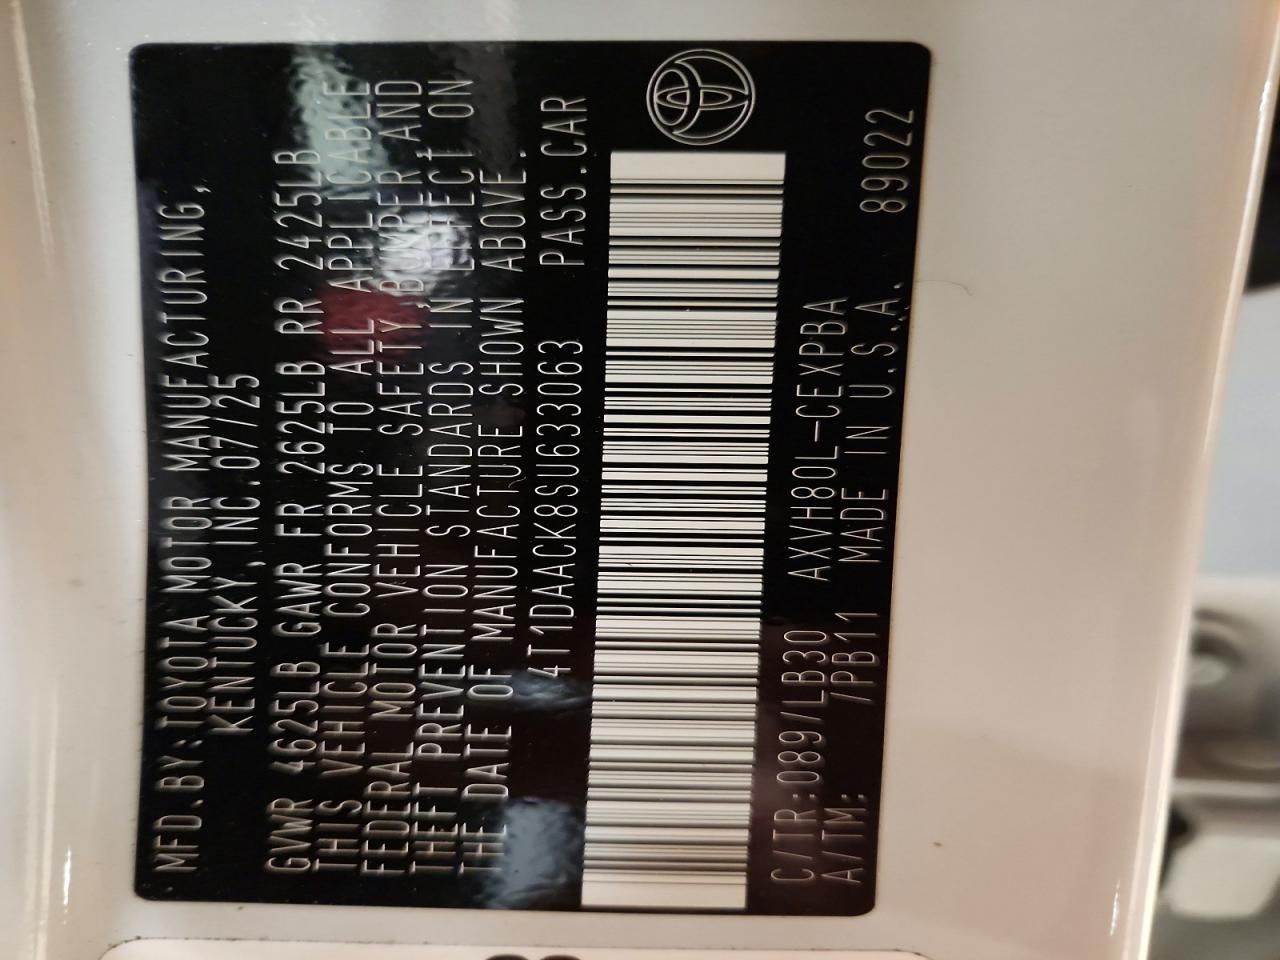 MFD.BY:TOYOTA MOTOR MANUFACTURING,
KENTUCKY,INC.07/25
GVWR 4625LB GAWR FR 2625LB RR 2425LB
THIS VEHICLE CONFORMS TO ALL APPLICABLE
FEDERAL MOTOR VEHICLE SAFETY,BUMPER AND
THEFT PREVENTION STANDARDS IN EFFECT ON
THE DATE OF MANUFACTURE SHOWN ABOVE.
4T1DAACK8SU633063 PASS.CAR
C/TR:089/LB30 AXVH80L-CEXPBA
A/TM: /PB11 MADE IN U.S.A. 89022